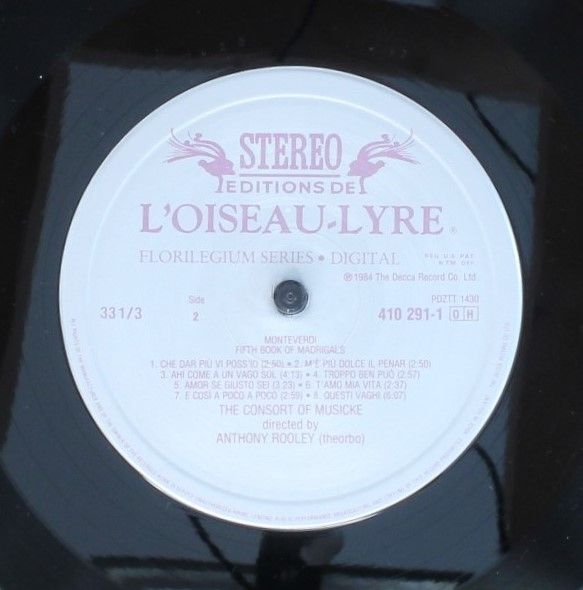 STEREO
EDITIONS DE
L'OISEAU-LYRE ®
FLORILEGIUM SERIES • DIGITAL
REG. U.S. PAT. & TM. OFF.
℗ 1984 The Decca Record Co. Ltd
PDZTT 1430
33 1/3
Side
2
410 291-1 O H
MONTEVERDI
FIFTH BOOK OF MADRIGALS
1. CHE DAR PIÙ VI POSS'IO (2:50) • 2. M'È PIÙ DOLCE IL PENAR (2:50)
3. AHI COME A UN VAGO SOL (4:13) • 4. TROPPO BEN PUÒ (2:57)
5. AMOR SE GIUSTO SEI (3:23) • 6. T'AMO MIA VITA (2:37)
7. E COSÌ A POCO A POCO (2:59) • 8. QUESTI VAGHI (6:07)
THE CONSORT OF MUSICKE
directed by
ANTHONY ROOLEY (theorbo)